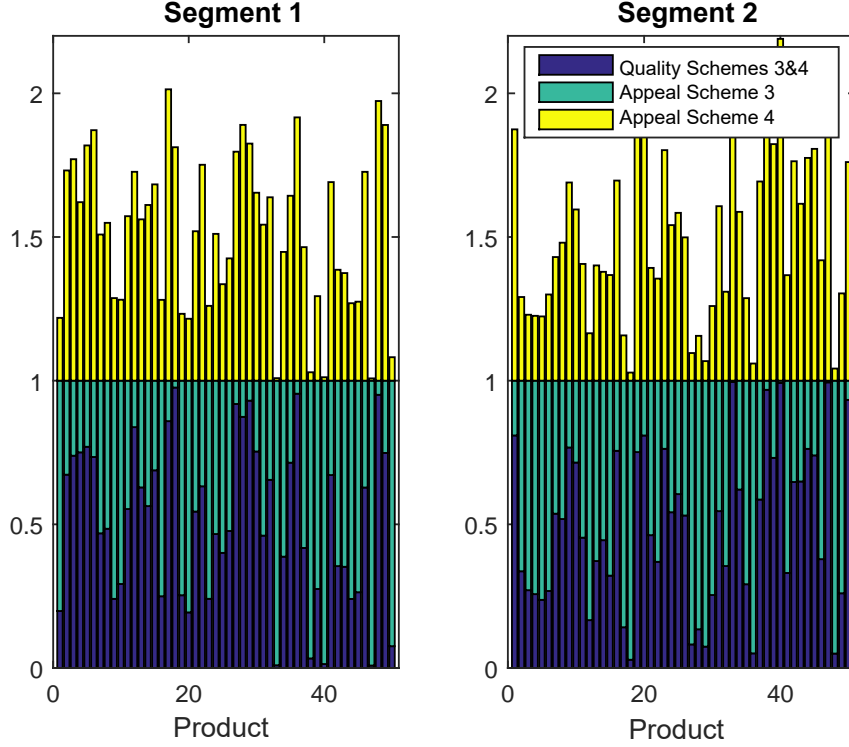 Segment 1
2
1.5
1
0.5
0
0
20
40
Product
Segment 2
Quality Schemes 3&4
Appeal Scheme 3
Appeal Scheme 4
2
1.5
1
0.5
0
0
20
40
Product